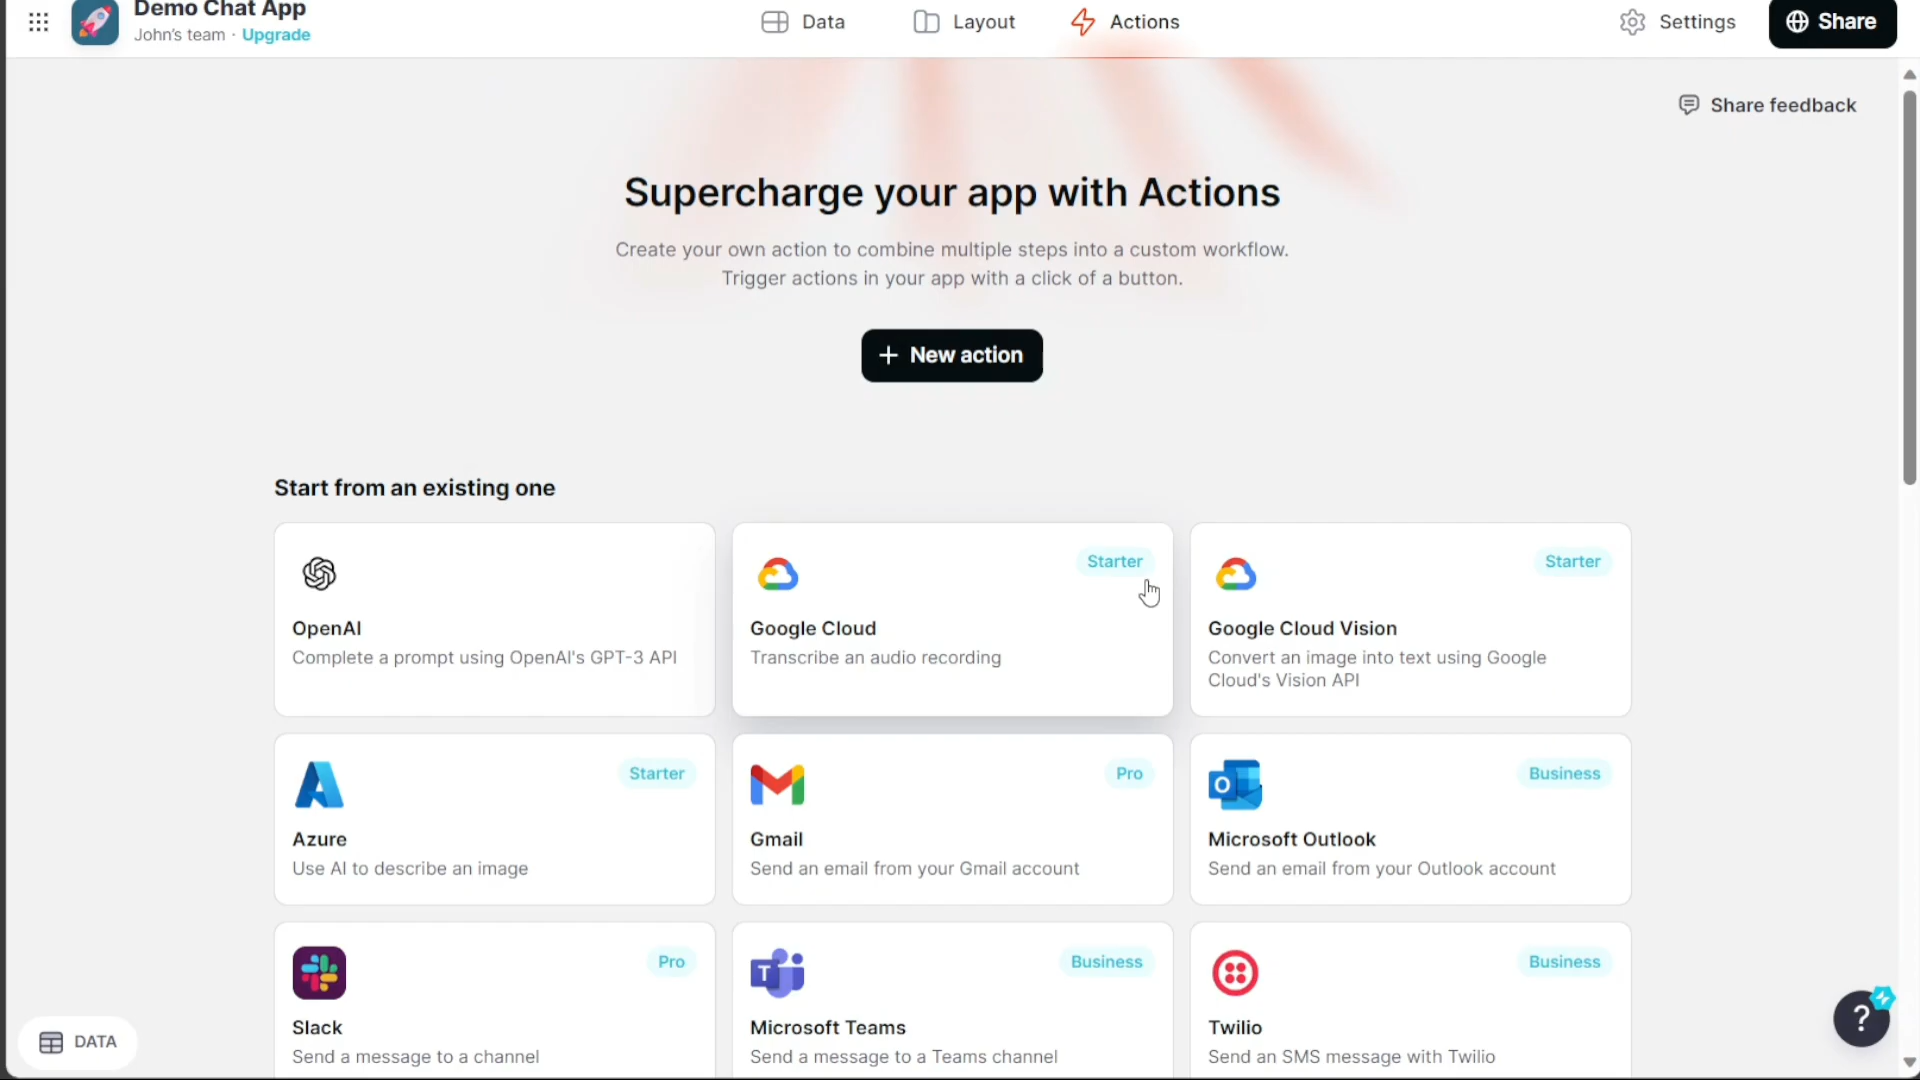 Demo Chat App
John's team · Upgrade
Data
Layout
Actions
Settings
Share
Share feedback
Supercharge your app with Actions
Create your own action to combine multiple steps into a custom workflow.
Trigger actions in your app with a click of a button.
+ New action
Start from an existing one
OpenAI
Complete a prompt using OpenAI's GPT-3 API
Starter
Google Cloud
Transcribe an audio recording
Starter
Google Cloud Vision
Convert an image into text using Google
Cloud's Vision API
Starter
Azure
Use AI to describe an image
Pro
Gmail
Send an email from your Gmail account
Business
Microsoft Outlook
Send an email from your Outlook account
Pro
Slack
Send a message to a channel
Business
Microsoft Teams
Send a message to a Teams channel
Business
Twilio
Send an SMS message with Twilio
DATA
?